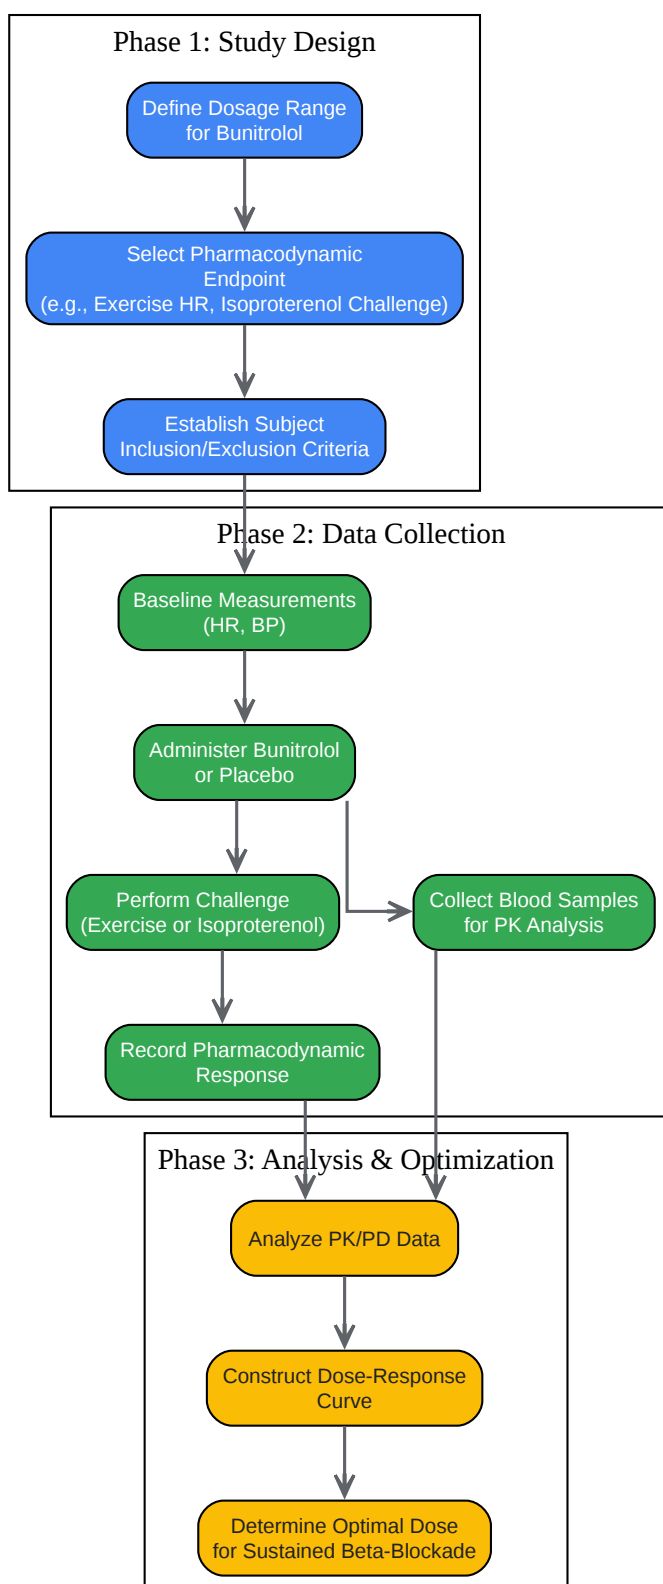 Phase 1: Study Design
Define Dosage Range
for Bunitrolol
Select Pharmacodynamic
Endpoint
(e.g., Exercise HR, Isoproterenol Challenge)
Establish Subject
Inclusion/Exclusion Criteria
Phase 2: Data Collection
Baseline Measurements
(HR, BP)
Administer Bunitrolol
or Placebo
Perform Challenge
(Exercise or Isoproterenol)
Collect Blood Samples
for PK Analysis
Record Pharmacodynamic
Response
Phase 3: Analysis & Optimization
Analyze PK/PD Data
Construct Dose-Response
Curve
Determine Optimal Dose
for Sustained Beta-Blockade